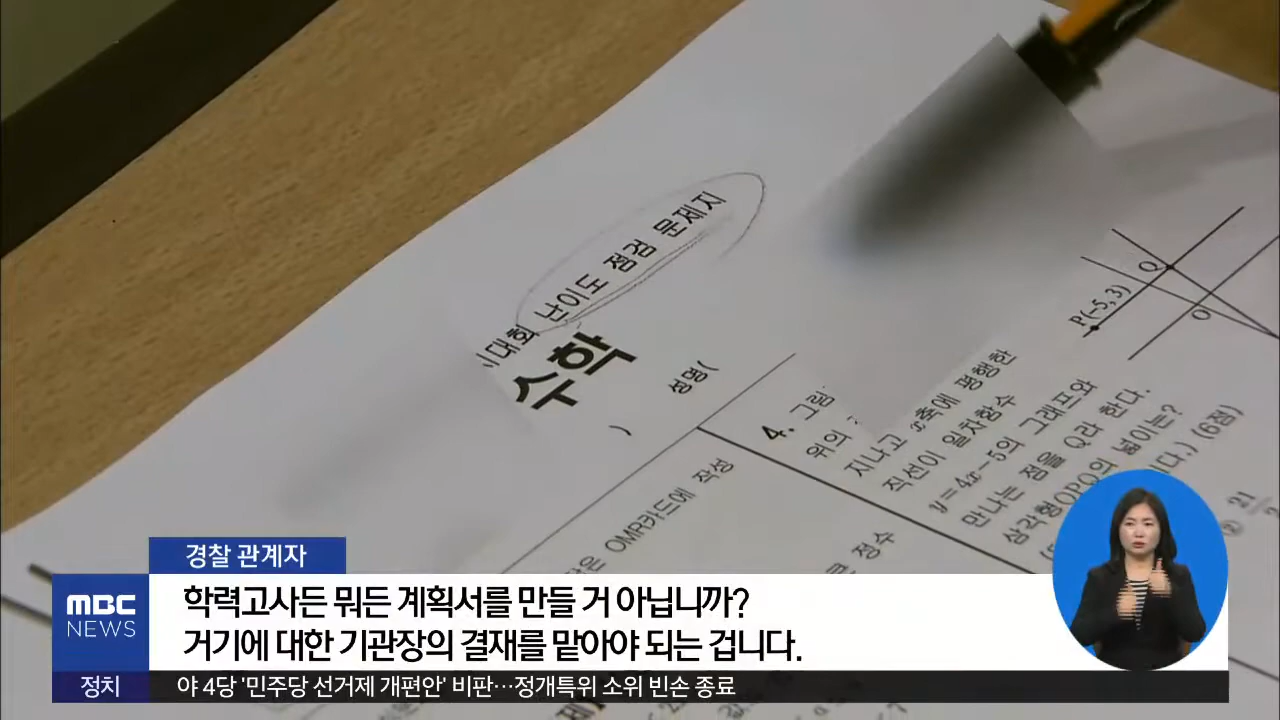 시대회 난이도 점검 문제지
수학
성명(
)
4. 그림
위의
지나고 x축에 평행한
직선이 일차함수
y=4x-5의 그래프와
만나는 점을 Q라 한다.
삼각형OPQ의 넓이는?
(6점)
P(-5,3)
Q
O
OMR카드에 작성
정수
21
경찰 관계자
학력고사든 뭐든 계획서를 만들 거 아닙니까?
거기에 대한 기관장의 결재를 맡아야 되는 겁니다.
MBC
NEWS
정치
야 4당 '민주당 선거제 개편안' 비판…정개특위 소위 빈손 종료